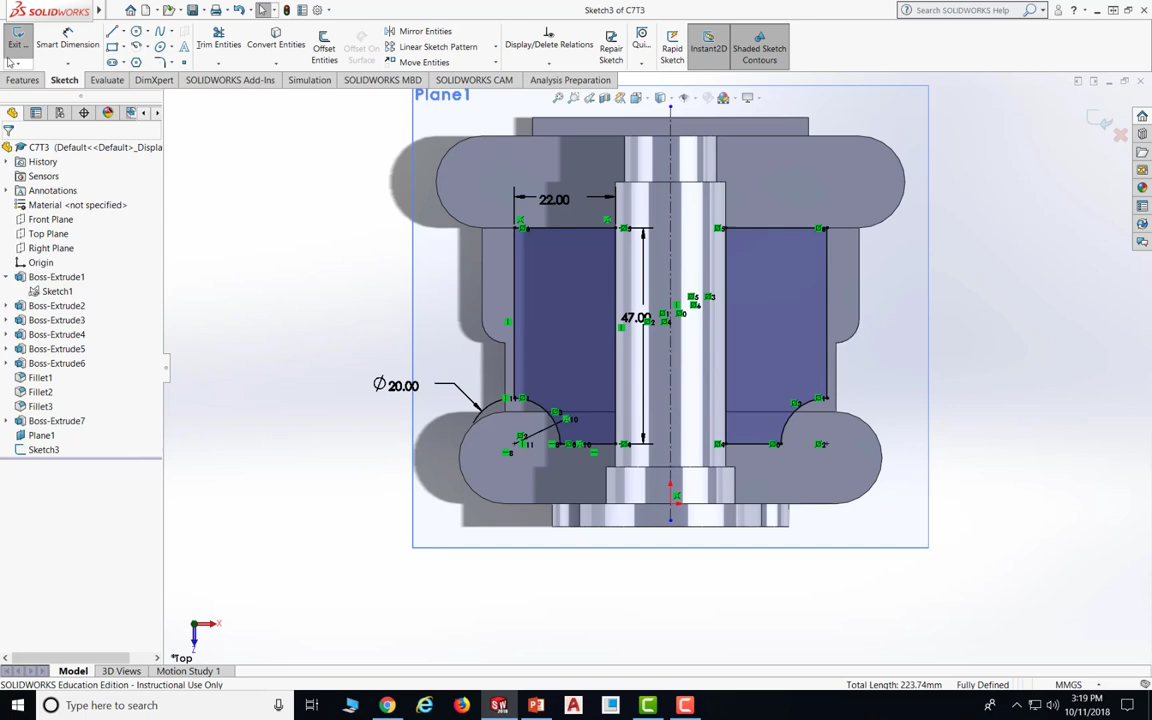 SOLIDWORKS
Sketch3 of C7T3
Search SOLIDWORKS Help
Exit ...
Smart Dimension
Trim Entities
Convert Entities
Offset Entities
Offset On Surface
Mirror Entities
Linear Sketch Pattern
Move Entities
Display/Delete Relations
Repair Sketch
Qui...
Rapid Sketch
Instant2D
Shaded Sketch Contours
Features
Sketch
Evaluate
DimXpert
SOLIDWORKS Add-Ins
Simulation
SOLIDWORKS MBD
SOLIDWORKS CAM
Analysis Preparation
C7T3 (Default<<Default>_Displa
History
Sensors
Annotations
Material <not specified>
Front Plane
Top Plane
Right Plane
Origin
Boss-Extrude1
Sketch1
Boss-Extrude2
Boss-Extrude3
Boss-Extrude4
Boss-Extrude5
Boss-Extrude6
Fillet1
Fillet2
Fillet3
Boss-Extrude7
Plane1
Sketch3
Plane1
22.00
47.00
Ø20.00
X
Z
*Top
Model
3D Views
Motion Study 1
SOLIDWORKS Education Edition - Instructional Use Only
Total Length: 223.74mm
Fully Defined
MMGS
Type here to search
3:19 PM
10/11/2018